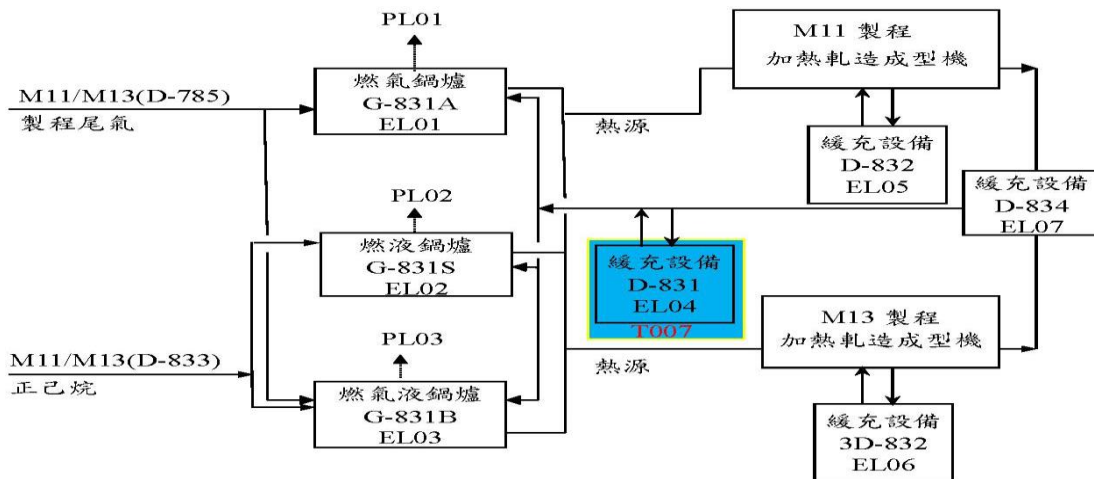 PL01
燃氣鍋爐
G-831A
EL01
M11/M13(D-785)
製程尾氣
M11 製程
加熱軋造成型機
熱源
緩充設備
D-832
EL05
緩充設備
D-834
EL07
PL02
燃液鍋爐
G-831S
EL02
緩充設備
D-831
EL04
T007
M13 製程
加熱軋造成型機
熱源
PL03
M11/M13(D-833)
正己烷
燃氣液鍋爐
G-831B
EL03
緩充設備
3D-832
EL06